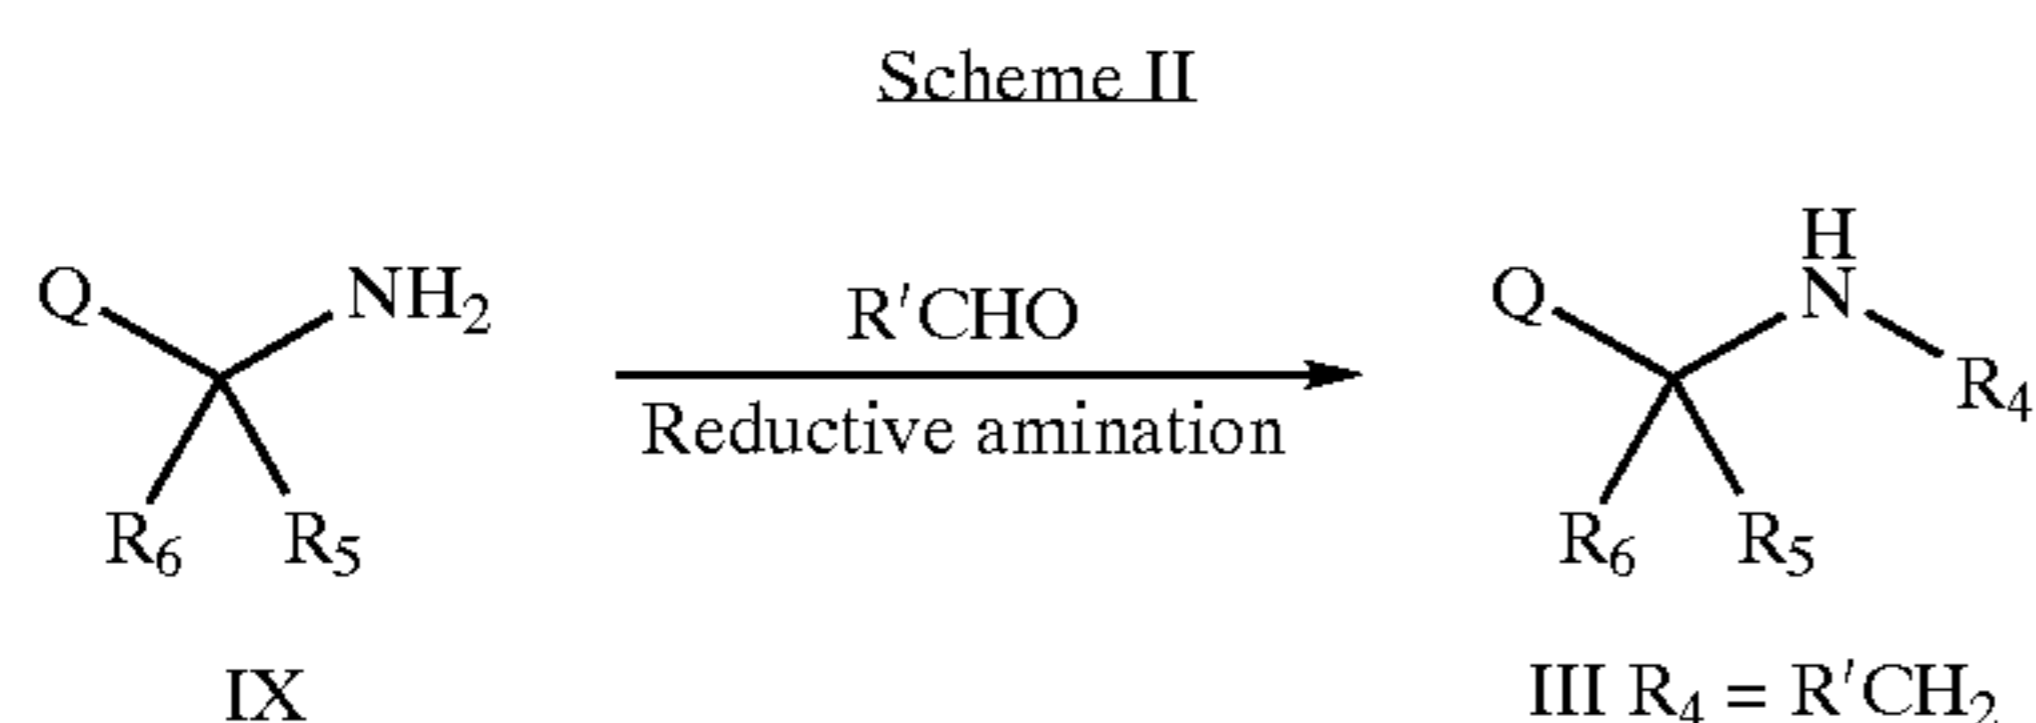 Scheme II
Q NH₂ R₆ R₅
R′CHO
Reductive amination
Q H N R₄ R₆ R₅
IX
III R₄ = R′CH₂